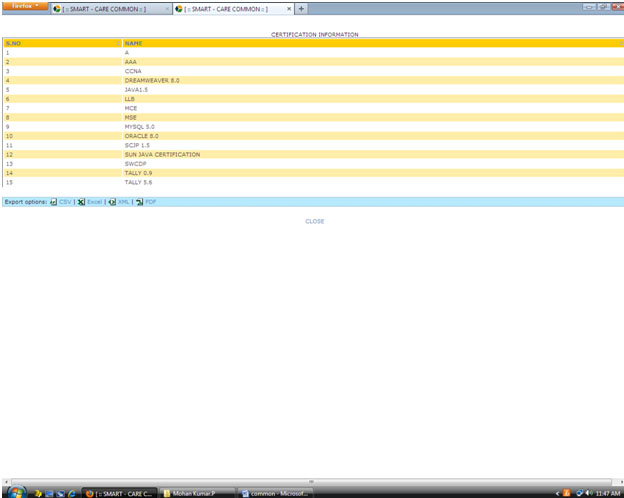 Firefox
[ :: SMART - CARE COMMON :: ] × [ :: SMART - CARE COMMON :: ] × +
CERTIFICATION INFORMATION
S.NO NAME
1 A
2 AAA
3 CCNA
4 DREAMWEAVER 8.0
5 JAVA1.5
6 LLB
7 MCE
8 MSE
9 MYSQL 5.0
10 ORACLE 8.0
11 SCJP 1.5
12 SUN JAVA CERTIFICATION
13 SWCDP
14 TALLY 0.9
15 TALLY 5.6
Export options: CSV | Excel | XML | PDF
CLOSE
[ :: SMART - CARE C... Mohan Kumar.P common - Microsof... 11:47 AM